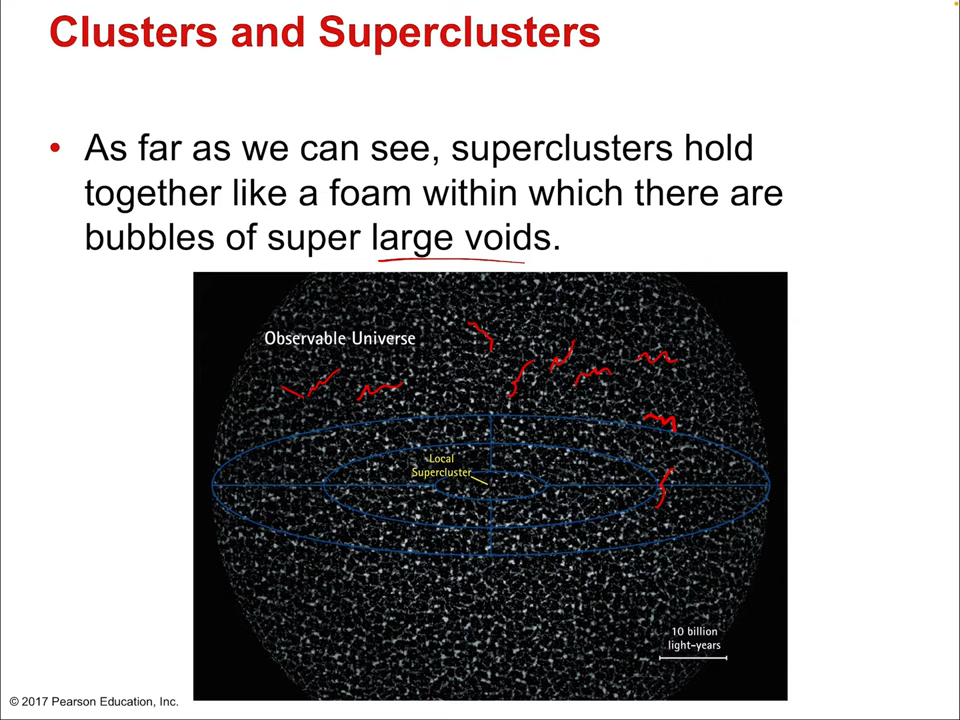 Clusters and Superclusters
• As far as we can see, superclusters hold
together like a foam within which there are
bubbles of super large voids.
Observable Universe
Local
Supercluster
10 billion
light-years
© 2017 Pearson Education, Inc.